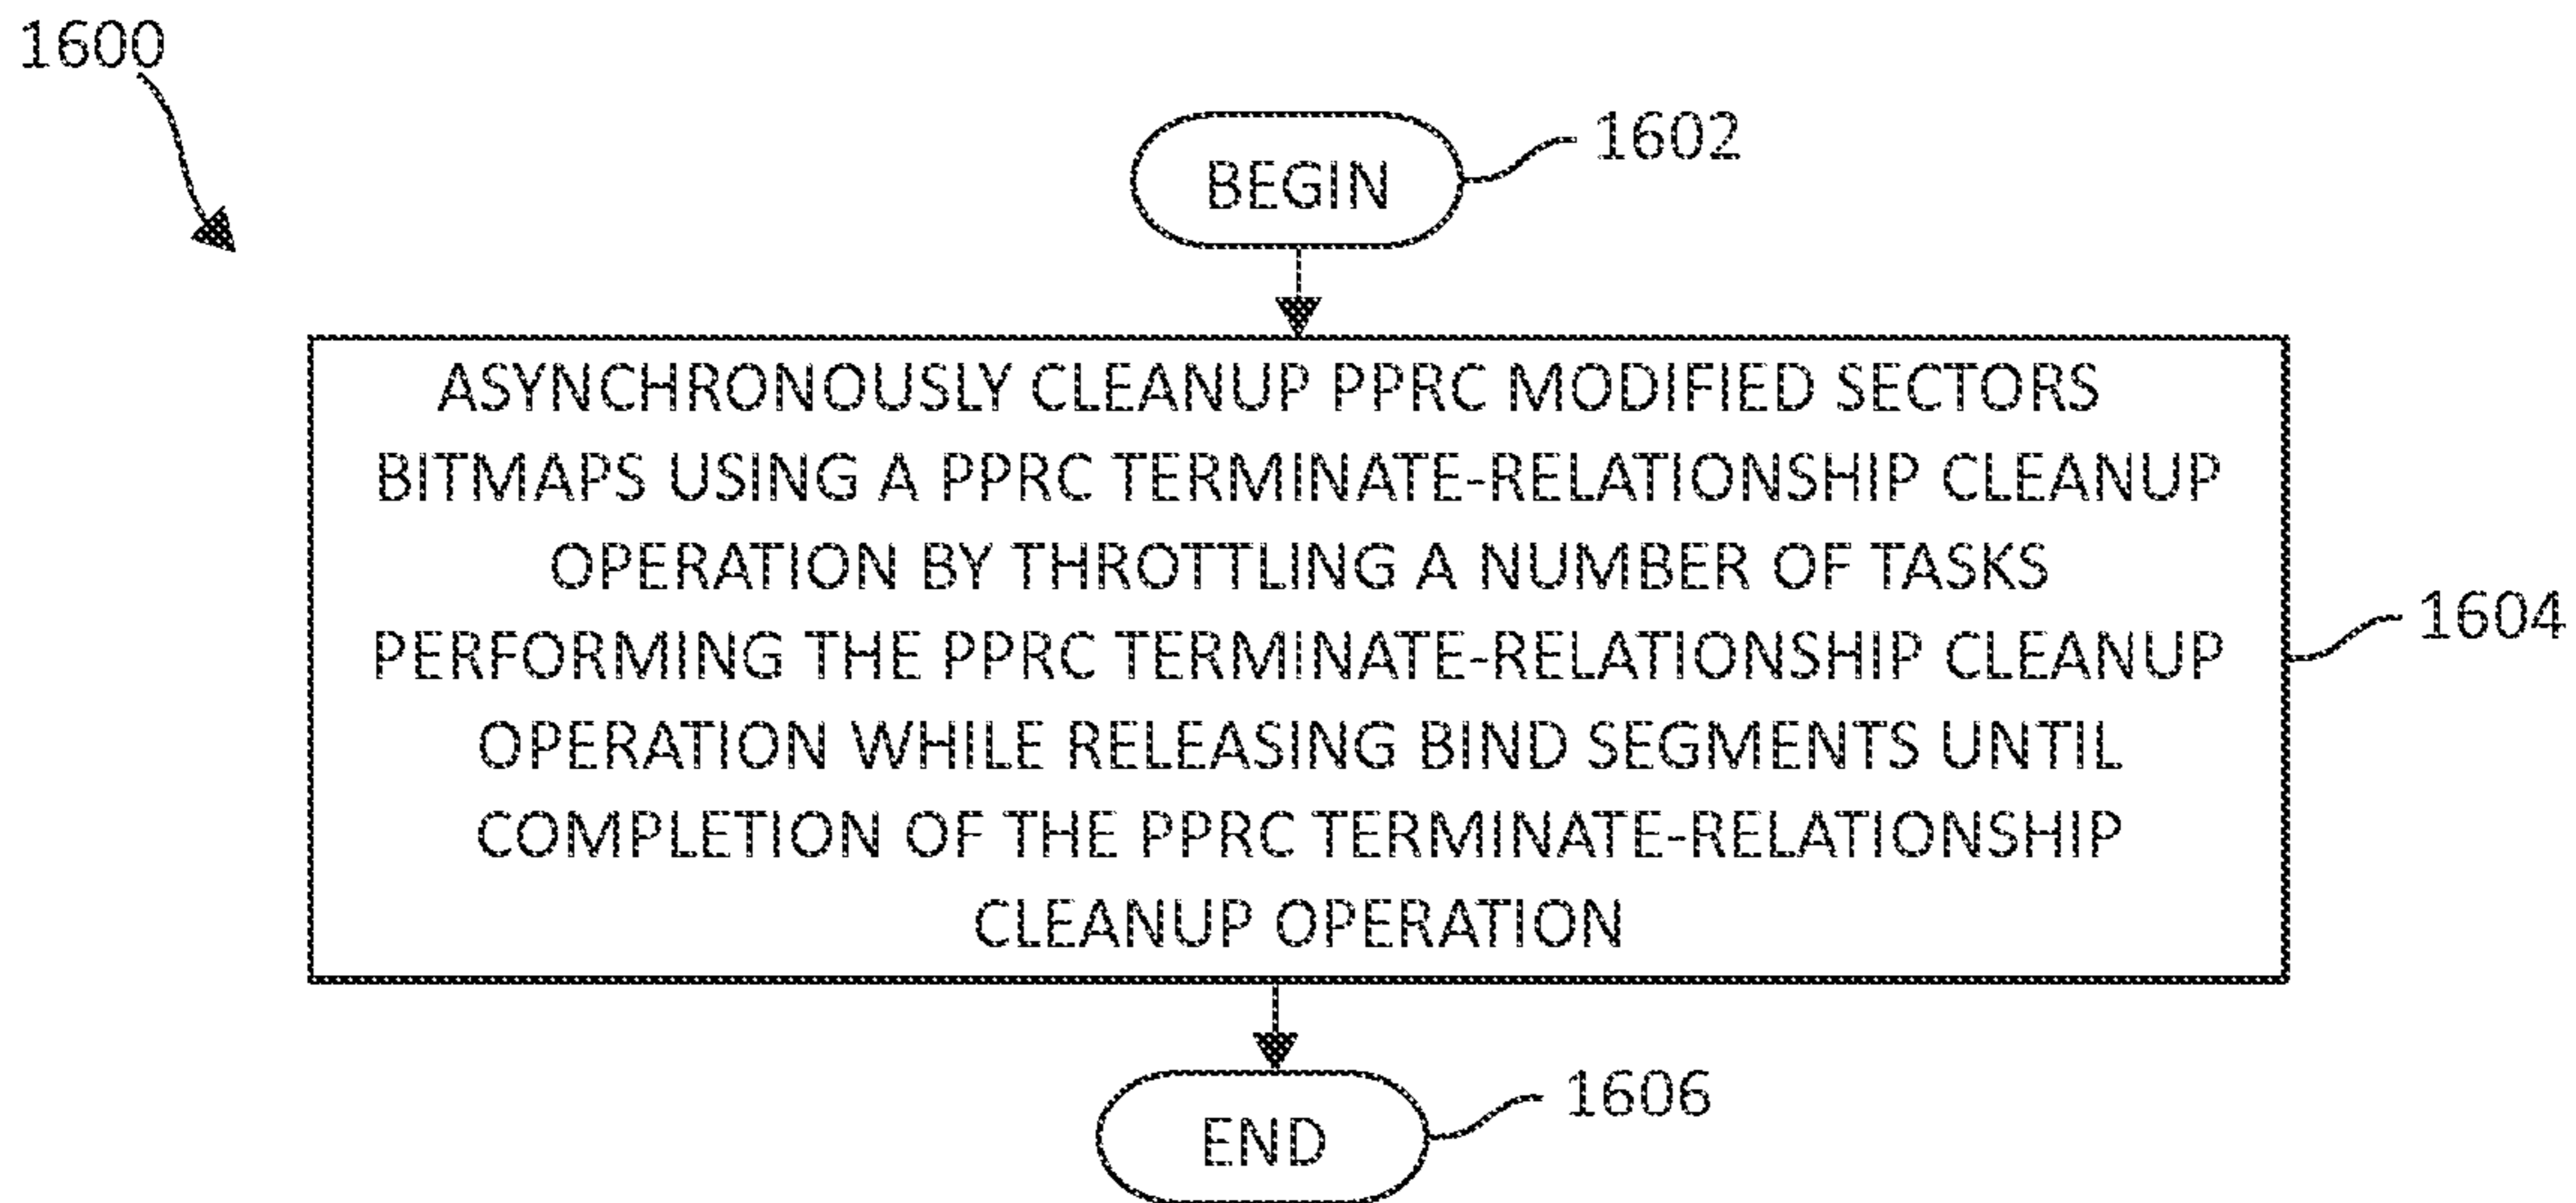 1600
BEGIN
1602
ASYNCHRONOUSLY CLEANUP PPRC MODIFIED SECTORS
BITMAPS USING A PPRC TERMINATE-RELATIONSHIP CLEANUP
OPERATION BY THROTTLING A NUMBER OF TASKS
PERFORMING THE PPRC TERMINATE-RELATIONSHIP CLEANUP
OPERATION WHILE RELEASING BIND SEGMENTS UNTIL
COMPLETION OF THE PPRC TERMINATE-RELATIONSHIP
CLEANUP OPERATION
1604
END
1606